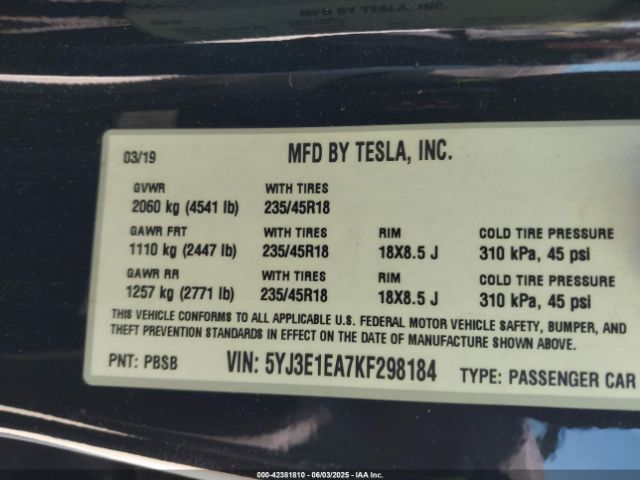 MFD BY TESLA, INC.
03/19 MFD BY TESLA, INC.
GVWR WITH TIRES
2060 kg (4541 lb) 235/45R18
GAWR FRT WITH TIRES RIM COLD TIRE PRESSURE
1110 kg (2447 lb) 235/45R18 18X8.5 J 310 kPa, 45 psi
GAWR RR WITH TIRES RIM COLD TIRE PRESSURE
1257 kg (2771 lb) 235/45R18 18X8.5 J 310 kPa, 45 psi
THIS VEHICLE CONFORMS TO ALL APPLICABLE U.S. FEDERAL MOTOR VEHICLE SAFETY, BUMPER, AND
THEFT PREVENTION STANDARDS IN EFFECT ON THE DATE OF MANUFACTURE SHOWN ABOVE.
PNT: PBSB VIN: 5YJ3E1EA7KF298184 TYPE: PASSENGER CAR
000-42381810 - 06/03/2025 - IAA, Inc.